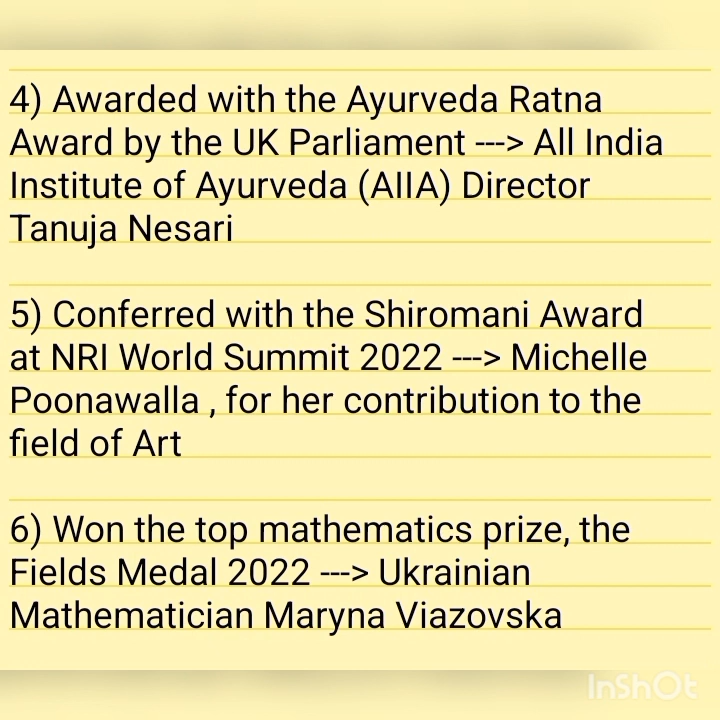 4) Awarded with the Ayurveda Ratna
Award by the UK Parliament ---> All India
Institute of Ayurveda (AIIA) Director
Tanuja Nesari
5) Conferred with the Shiromani Award
at NRI World Summit 2022 ---> Michelle
Poonawalla , for her contribution to the
field of Art
6) Won the top mathematics prize, the
Fields Medal 2022 ---> Ukrainian
Mathematician Maryna Viazovska
InShOt